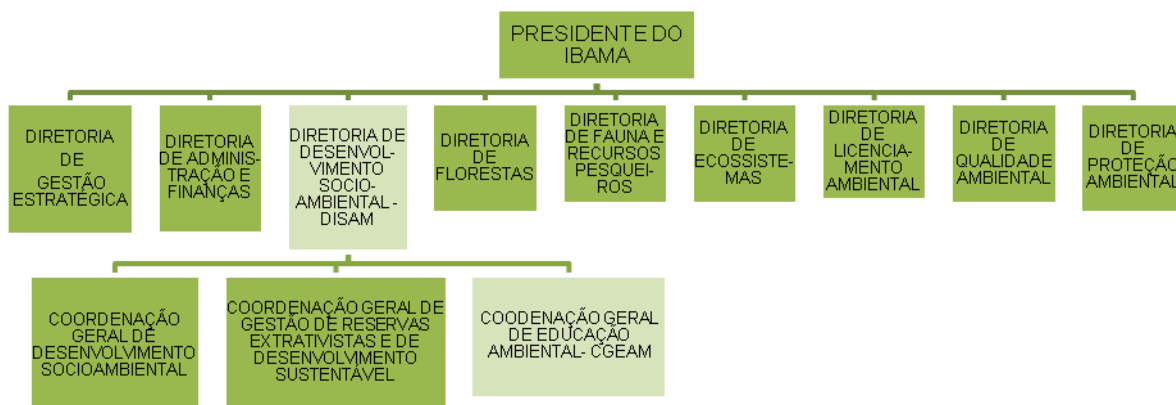 PRESIDENTE DO
IBAMA
DIRETORIA
DE
GESTÃO
ESTRATÉGICA
DIRETORIA
DE ADMINIS-
TRAÇÃO E
FINANÇAS
DIRETORIA DE
DESENVOL-
VIMENTO
SOCIO-
AMBIENTAL -
DISAM
DIRETORIA
DE
FLORESTAS
DIRETORIA
DE FAUNA E
RECURSOS
PESQUEI-
ROS
DIRETORIA
DE
ECOSSISTE-
MAS
DIRETORIA
DE
LICENCIA-
MENTO
AMBIENTAL
DIRETORIA
DE
QUALIDADE
AMBIENTAL
DIRETORIA
DE
PROTEÇÃO
AMBIENTAL
COORDENAÇÃO
GERAL DE
DESENVOLVIMENTO
SOCIOAMBIENTAL
COORDENAÇÃO GERAL DE
GESTÃO DE RESERVAS
EXTRATIVISTAS E DE
DESENVOLVIMENTO
SUSTENTÁVEL
COODENAÇÃO GERAL
DE EDUCAÇÃO
AMBIENTAL- CGEAM